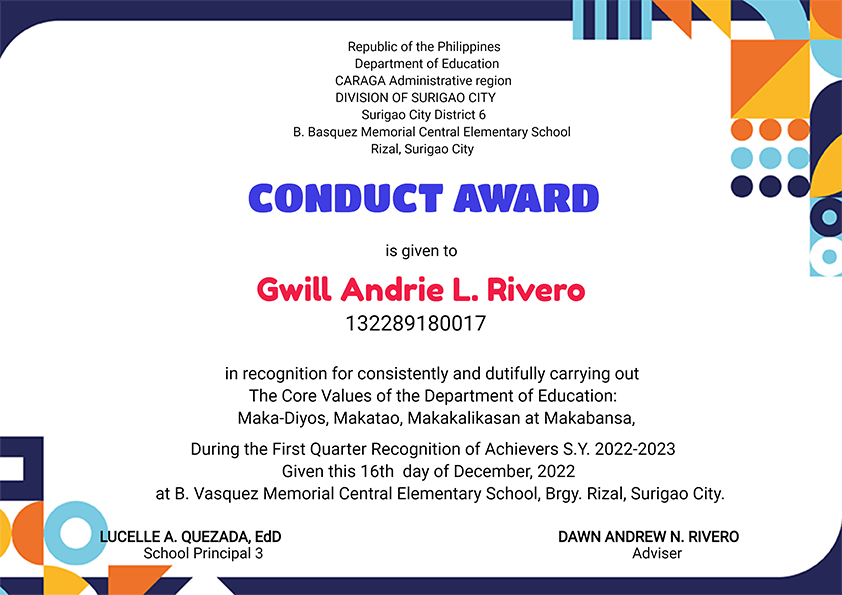 Republic of the Philippines
Department of Education
CARAGA Administrative region
DIVISION OF SURIGAO CITY
Surigao City District 6
B. Basquez Memorial Central Elementary School
Rizal, Surigao City
CONDUCT AWARD
is given to
Gwill Andrie L. Rivero
132289180017
in recognition for consistently and dutifully carrying out
The Core Values of the Department of Education:
Maka-Diyos, Makatao, Makakalikasan at Makabansa,
During the First Quarter Recognition of Achievers S.Y. 2022-2023
Given this 16th day of December, 2022
at B. Vasquez Memorial Central Elementary School, Brgy. Rizal, Surigao City.
LUCELLE A. QUEZADA, EdD
School Principal 3
DAWN ANDREW N. RIVERO
Adviser